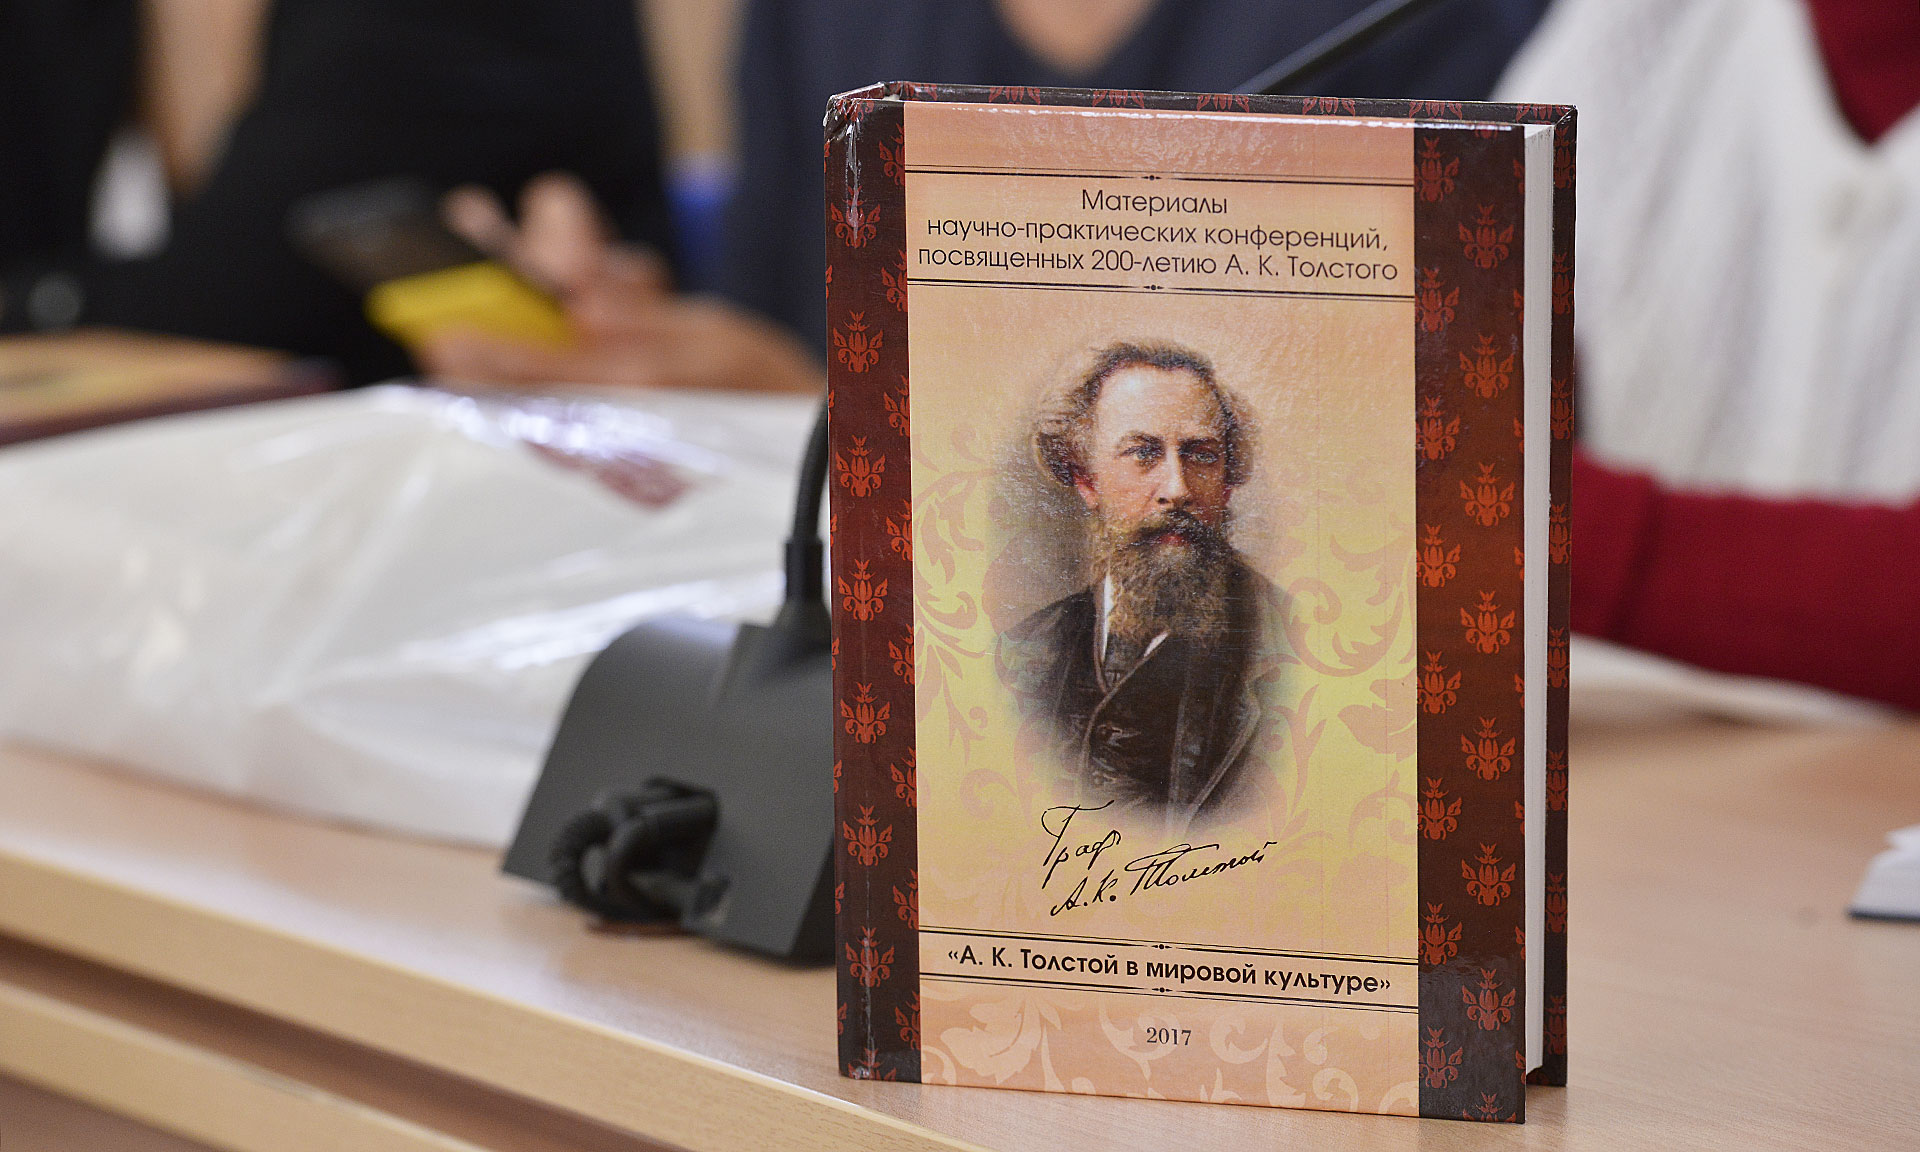 Материалы
научно-практических конференций,
посвященных 200-летию А. К. Толстого
Граф
А. К. Толстой
«А. К. Толстой в мировой культуре»
2017